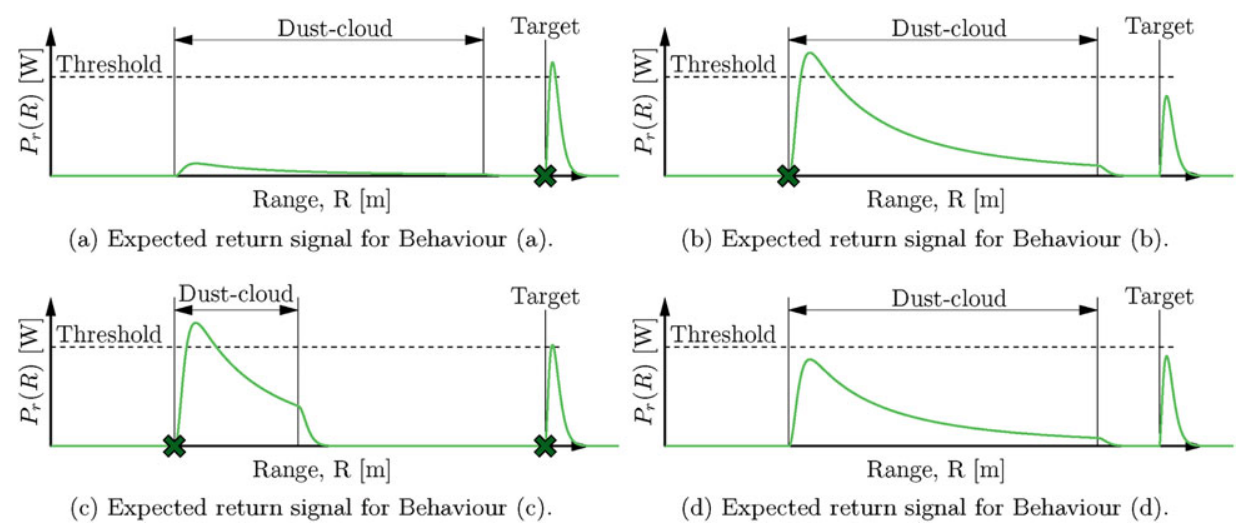 Dust-cloud
Target
Threshold
$P_r(R)$ [W]
Range, R [m]
(a) Expected return signal for Behaviour (a).
Dust-cloud
Target
Threshold
$P_r(R)$ [W]
Range, R [m]
(b) Expected return signal for Behaviour (b).
Dust-cloud
Target
Threshold
$P_r(R)$ [W]
Range, R [m]
(c) Expected return signal for Behaviour (c).
Dust-cloud
Target
Threshold
$P_r(R)$ [W]
Range, R [m]
(d) Expected return signal for Behaviour (d).